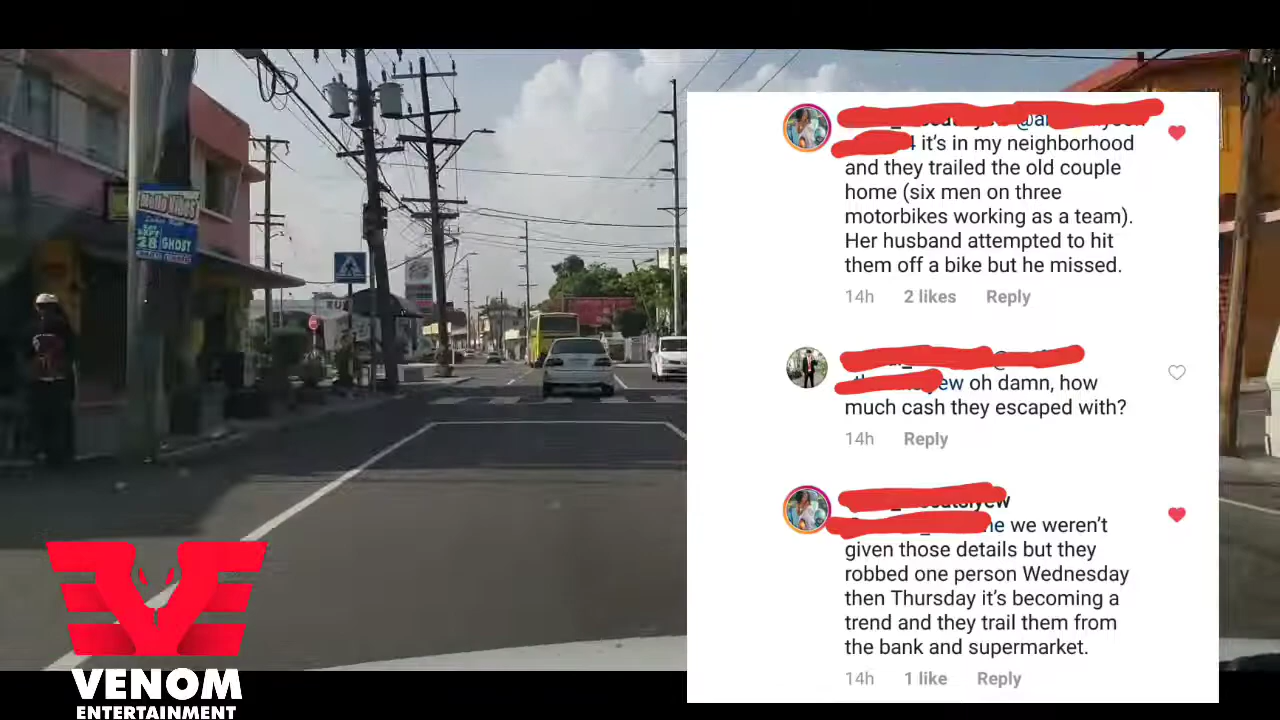 Mello Vibes
28 GHOST
it's in my neighborhood
and they trailed the old couple
home (six men on three
motorbikes working as a team).
Her husband attempted to hit
them off a bike but he missed.
14h 2 likes Reply
oh damn, how
much cash they escaped with?
14h Reply
we weren't
given those details but they
robbed one person Wednesday
then Thursday it's becoming a
trend and they trail them from
the bank and supermarket.
14h 1 like Reply
VENOM
ENTERTAINMENT